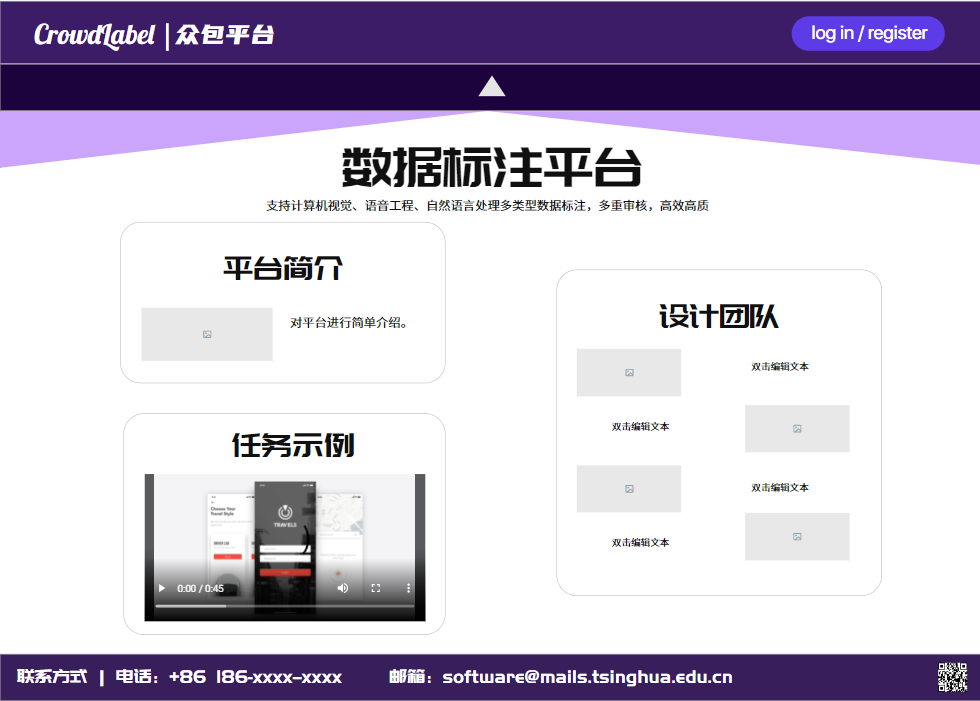 CrowdLabel | 众包平台
log in / register
数据标注平台
支持计算机视觉、语音工程、自然语言处理多类型数据标注，多重审核，高效高质
平台简介
对平台进行简单介绍。
任务示例
Choose Your
Travel Style
TRAVELS
0:00 / 0:45
设计团队
双击编辑文本
双击编辑文本
双击编辑文本
双击编辑文本
联系方式 | 电话：+86 186-xxxx-xxxx 邮箱：software@mails.tsinghua.edu.cn